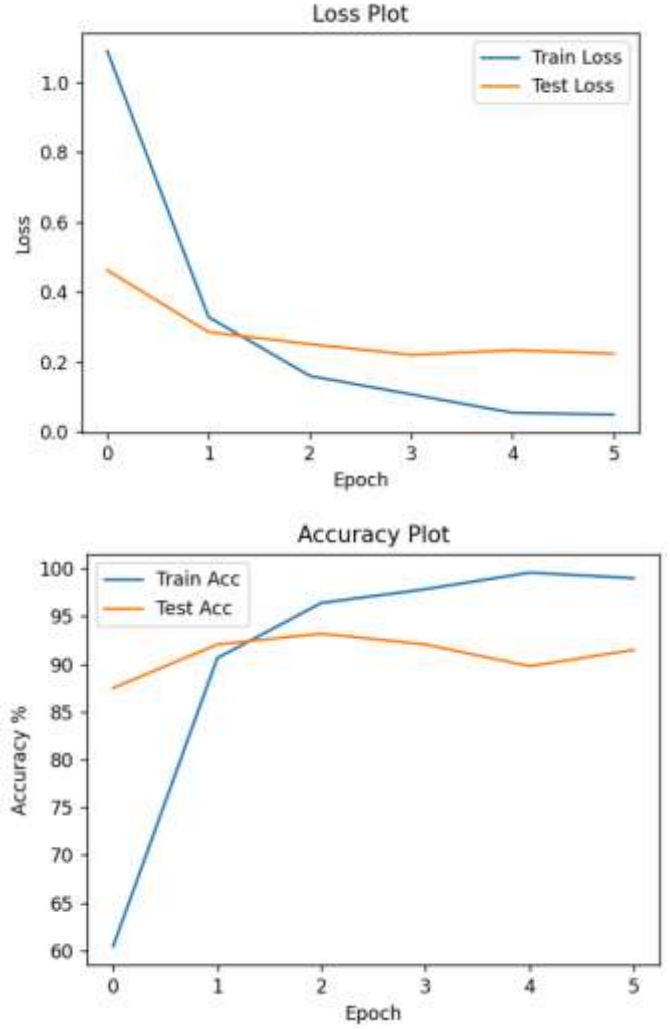 Loss Plot
Train Loss
Test Loss
1.0
0.8
0.6
0.4
0.2
0.0
Loss
0 1 2 3 4 5
Epoch
Accuracy Plot
Train Acc
Test Acc
100
95
90
85
80
75
70
65
60
Accuracy %
0 1 2 3 4 5
Epoch